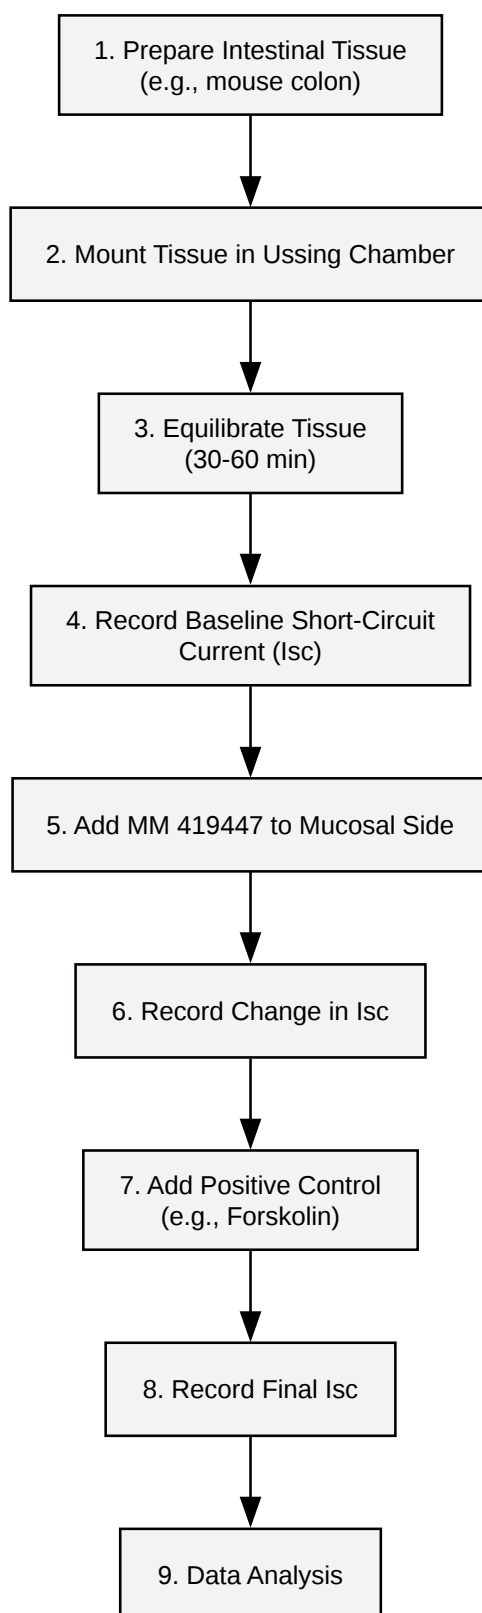 1. Prepare Intestinal Tissue
(e.g., mouse colon)
2. Mount Tissue in Ussing Chamber
3. Equilibrate Tissue
(30-60 min)
4. Record Baseline Short-Circuit
Current (Isc)
5. Add MM 419447 to Mucosal Side
6. Record Change in Isc
7. Add Positive Control
(e.g., Forskolin)
8. Record Final Isc
9. Data Analysis